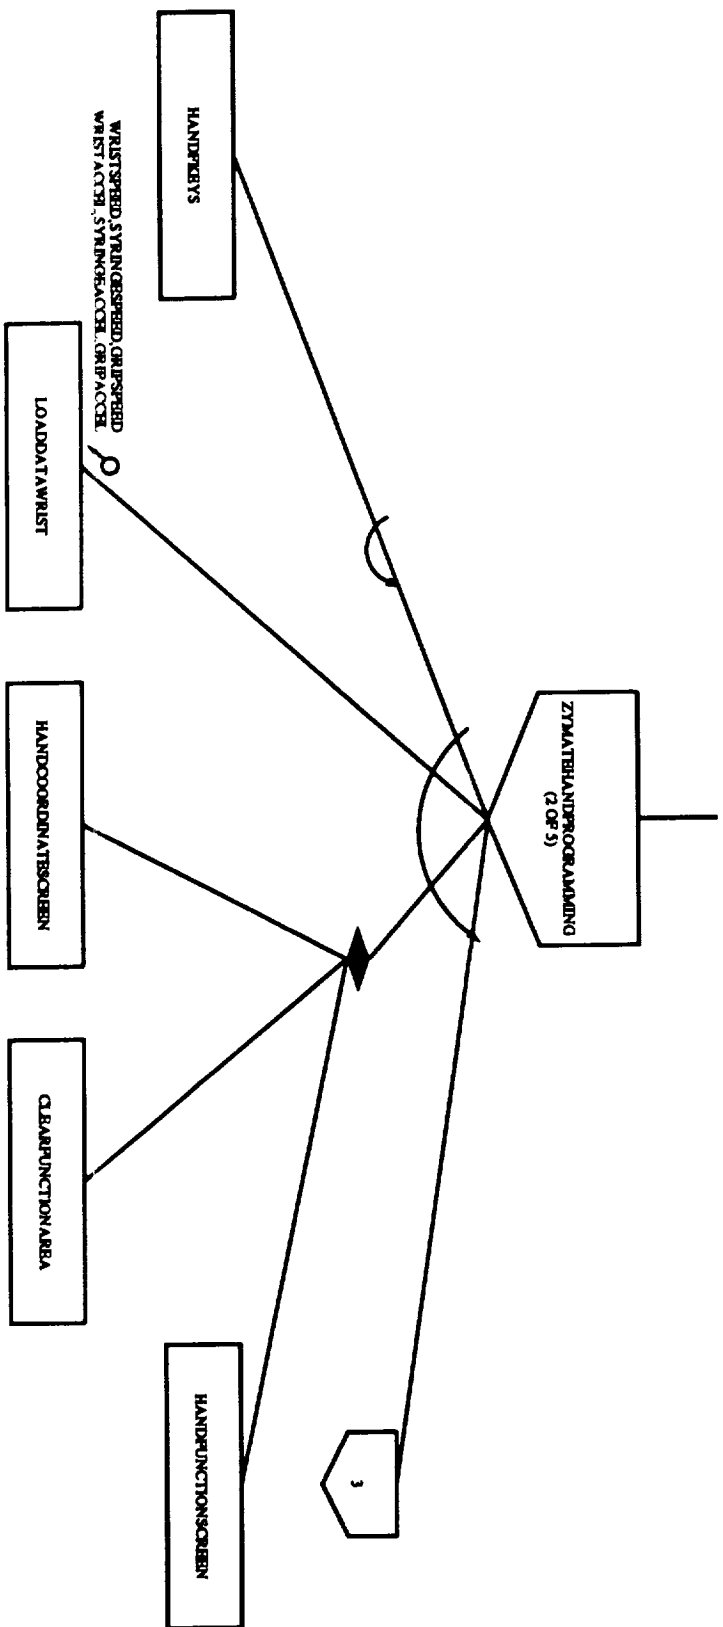 ZYMATEHANDPROGRAMMING
(2 OF 5)
HANDFKEYS
WRISTSPEED,SYRINGESPEED,GRIPSPEED
WRISTACCEL,SYRINGEACCEL,GRIPACCEL
LOADDATAWRIST
HANDCOORDINATESCREEN
CLEARFUNCTIONAREA
HANDFUNCTIONSCREEN
3